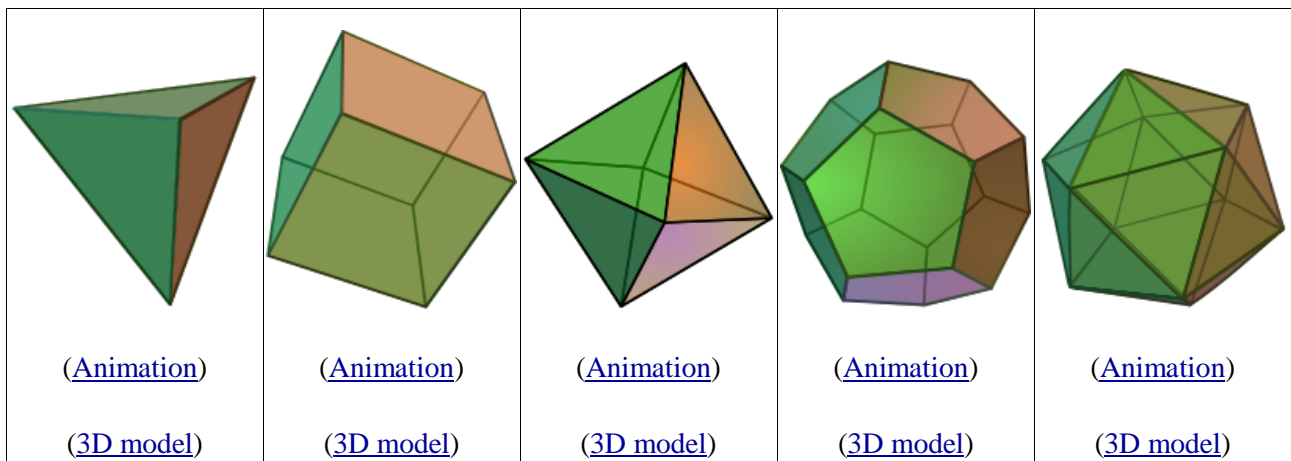 (Animation) (Animation) (Animation) (Animation) (Animation)
(3D model) (3D model) (3D model) (3D model) (3D model)